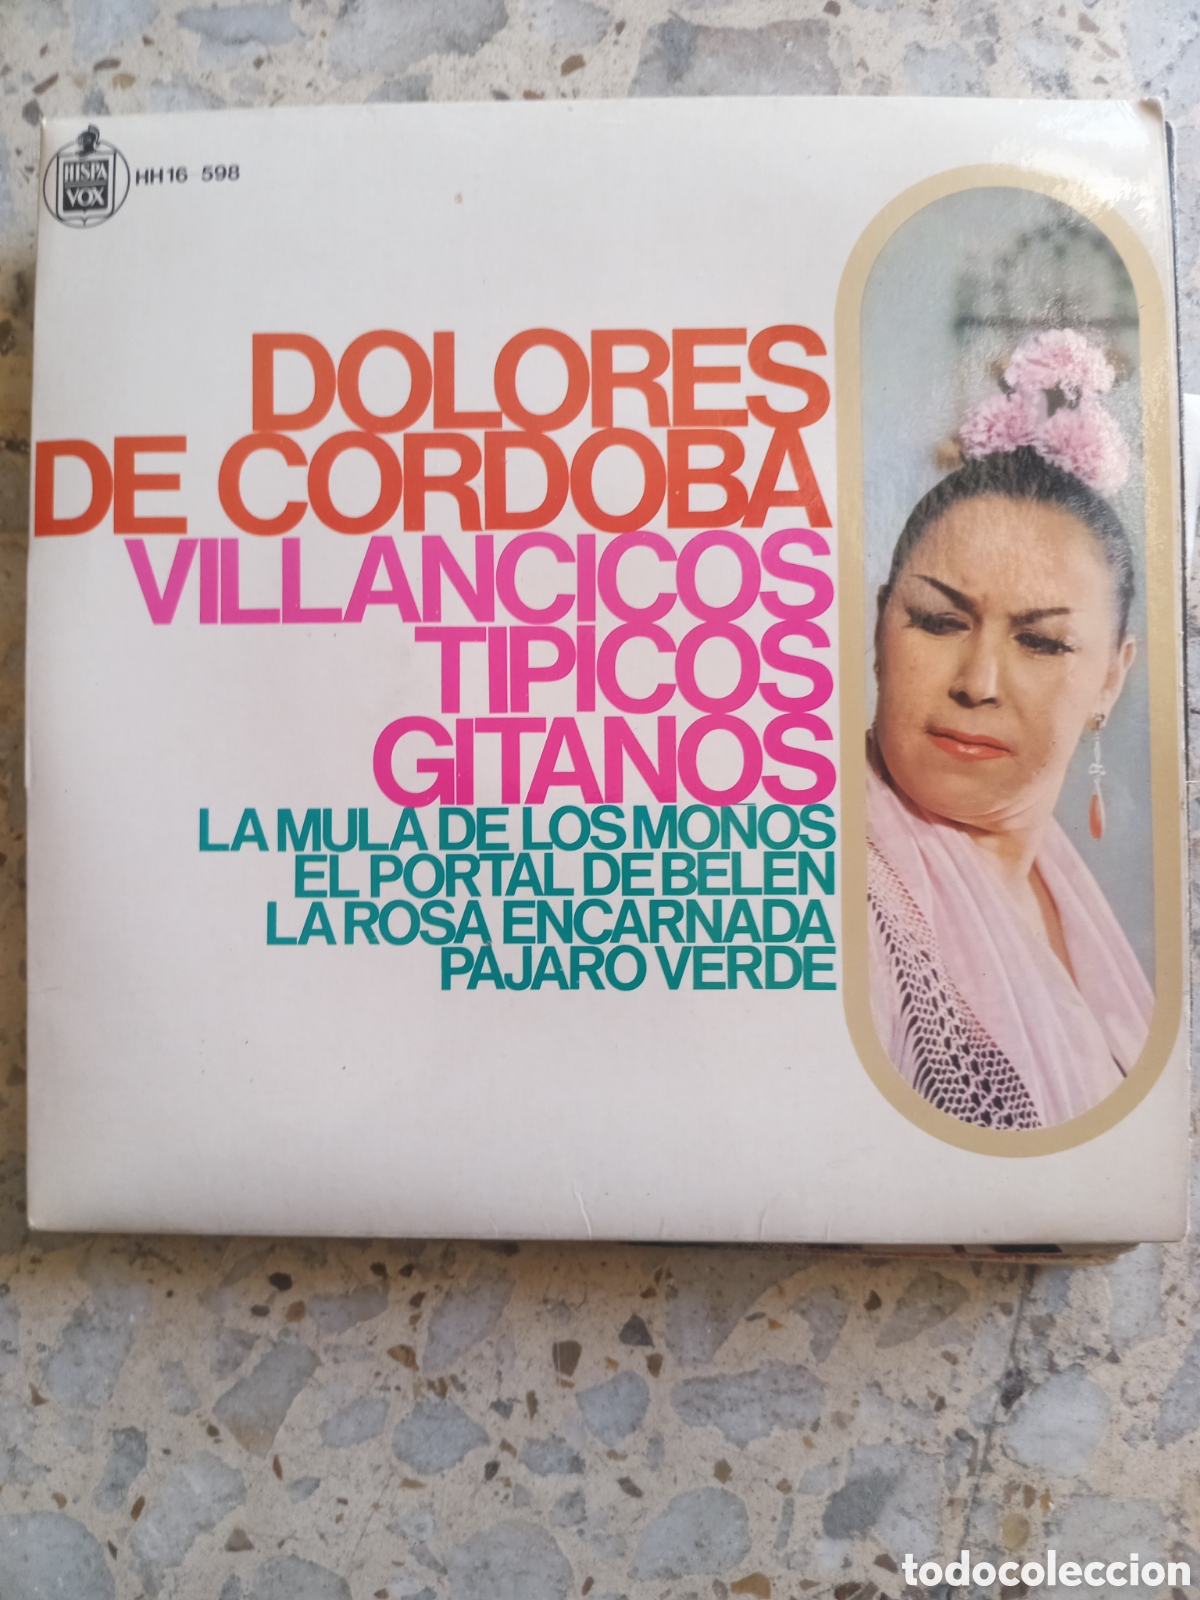 HISPA
VOX
HH16 598
DOLORES
DE CORDOBA
VILLANCICOS
TIPICOS
GITANOS
LA MULA DE LOS MOÑOS
EL PORTAL DE BELEN
LA ROSA ENCARNADA
PAJARO VERDE
todocoleccion